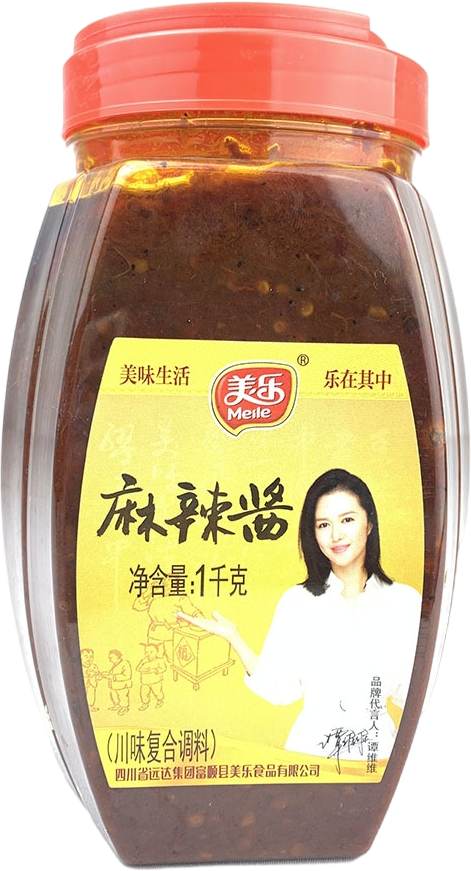 美味生活
美乐
®
Meile
乐在其中
麻辣酱
净含量:1千克
福
品牌代言人：谭维维
（川味复合调料）
四川省远达集团富顺县美乐食品有限公司